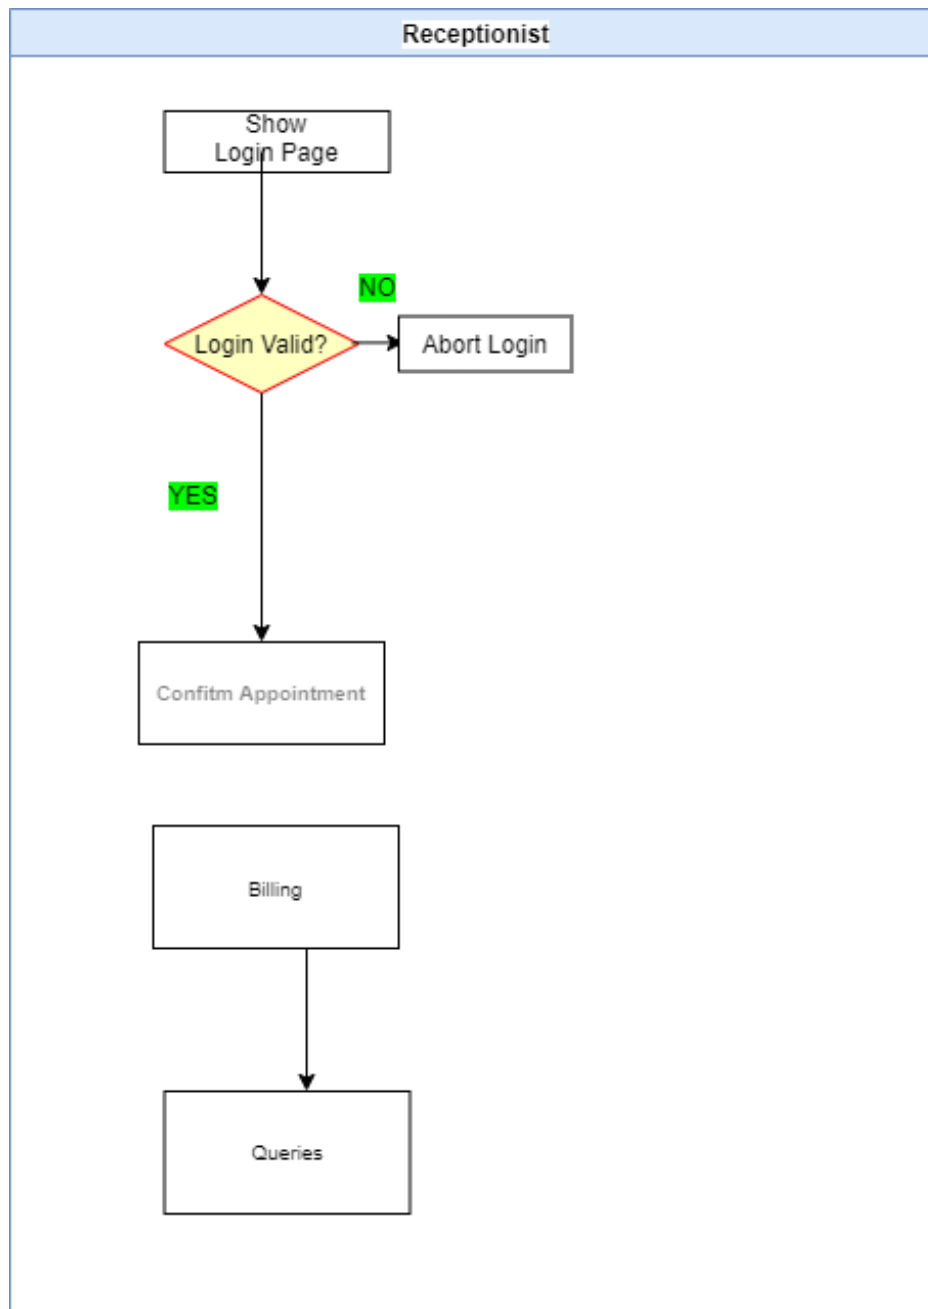 Receptionist
Show
Login Page
NO
Login Valid?
Abort Login
YES
Confitm Appointment
Billing
Queries